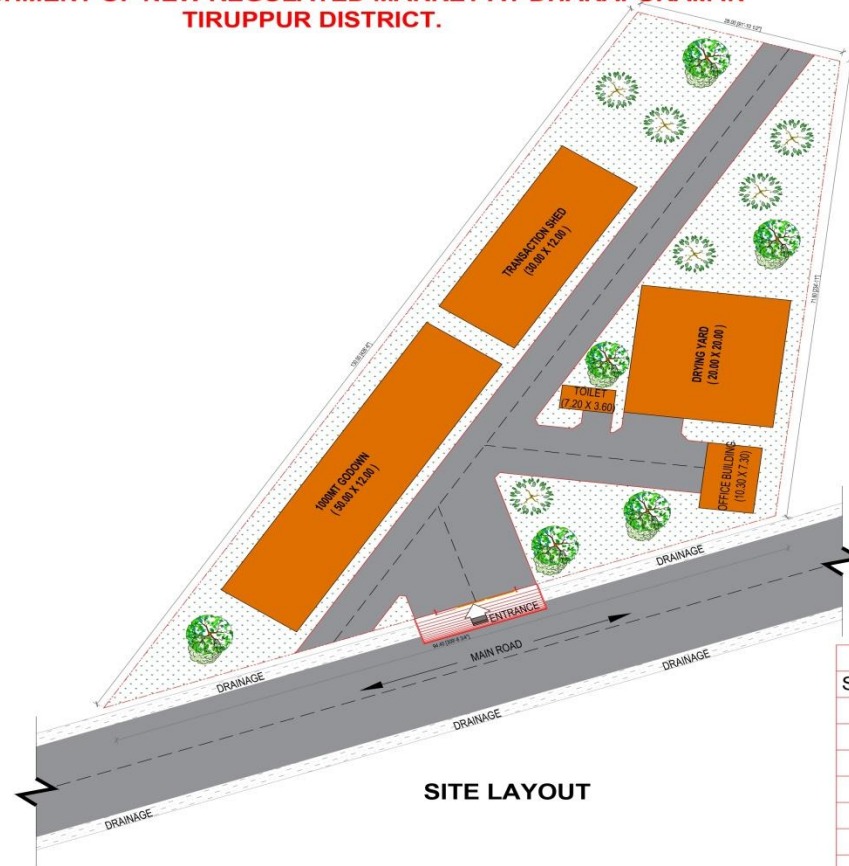 TIRUPPUR DISTRICT.
TRANSACTION SHED
(30.00 X 12.00 )
DRYING YARD
( 20.00 X 20.00 )
TOILET
(7.20 X 3.60)
1000MT GODOWN
( 50.00 X 12.00 )
OFFICE BUILDING
(10.30 X 7.30)
DRAINAGE
ENTRANCE
MAIN ROAD
DRAINAGE
DRAINAGE
DRAINAGE
DRAINAGE
SITE LAYOUT
S